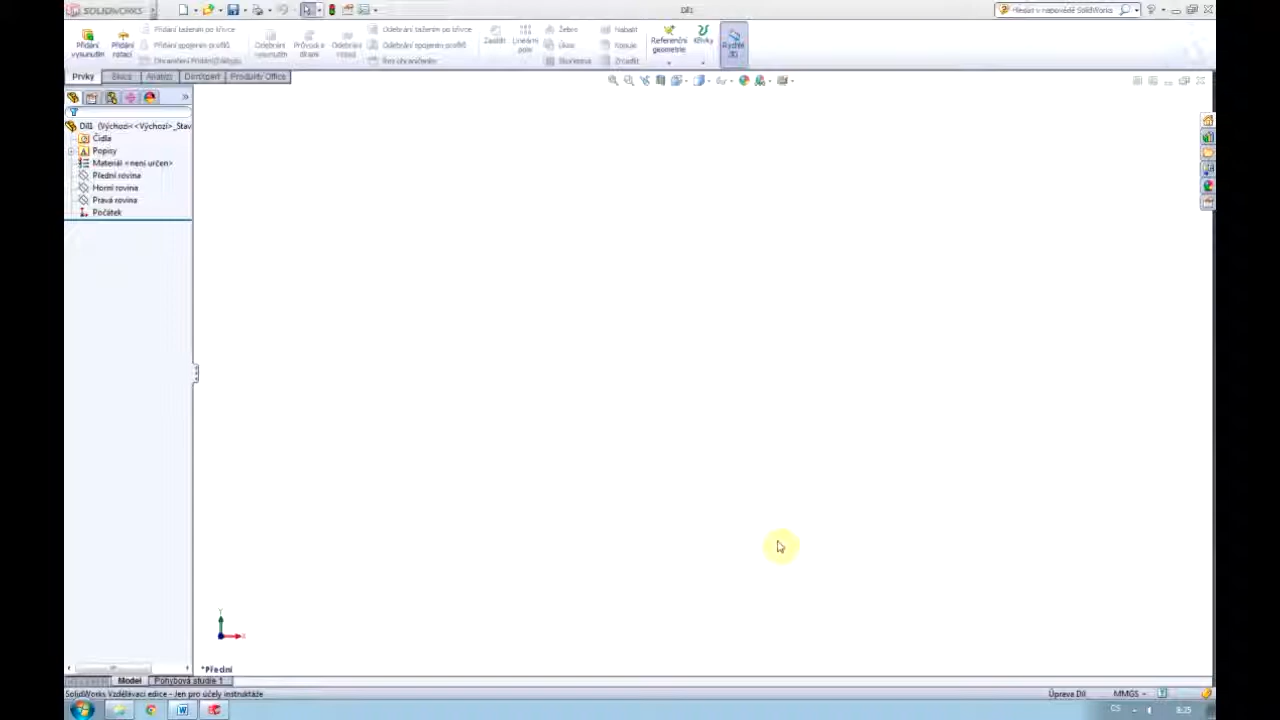 SOLIDWORKS
Díl1
Hledat v nápovědě SolidWorks
Přidání vysunutím
Přidání rotací
Přidání tažením po křivce
Přidání spojením profilů
Odebrání vysunutím
Průvodce dírami
Odebrání rotací
Odebrání tažením po křivce
Odebrání spojením profilů
Zaoblit
Lineární pole
Žebro
Úkos
Skořepina
Zrcadlit
Referenční geometrie
Křivky
Rychlé 3D
Prvky
Skica
Analýza
DimXpert
Produkty Office
Díl1 (Výchozí<<Výchozí>_Stav
Čidla
Popisy
Materiál <není určen>
Přední rovina
Horní rovina
Pravá rovina
Počátek
Y
X
*Přední
Model
Pohybová studie 1
SolidWorks Vzdělávací edice - Jen pro účely instruktáže
Úprava Díl
MMGS
CS
8:25